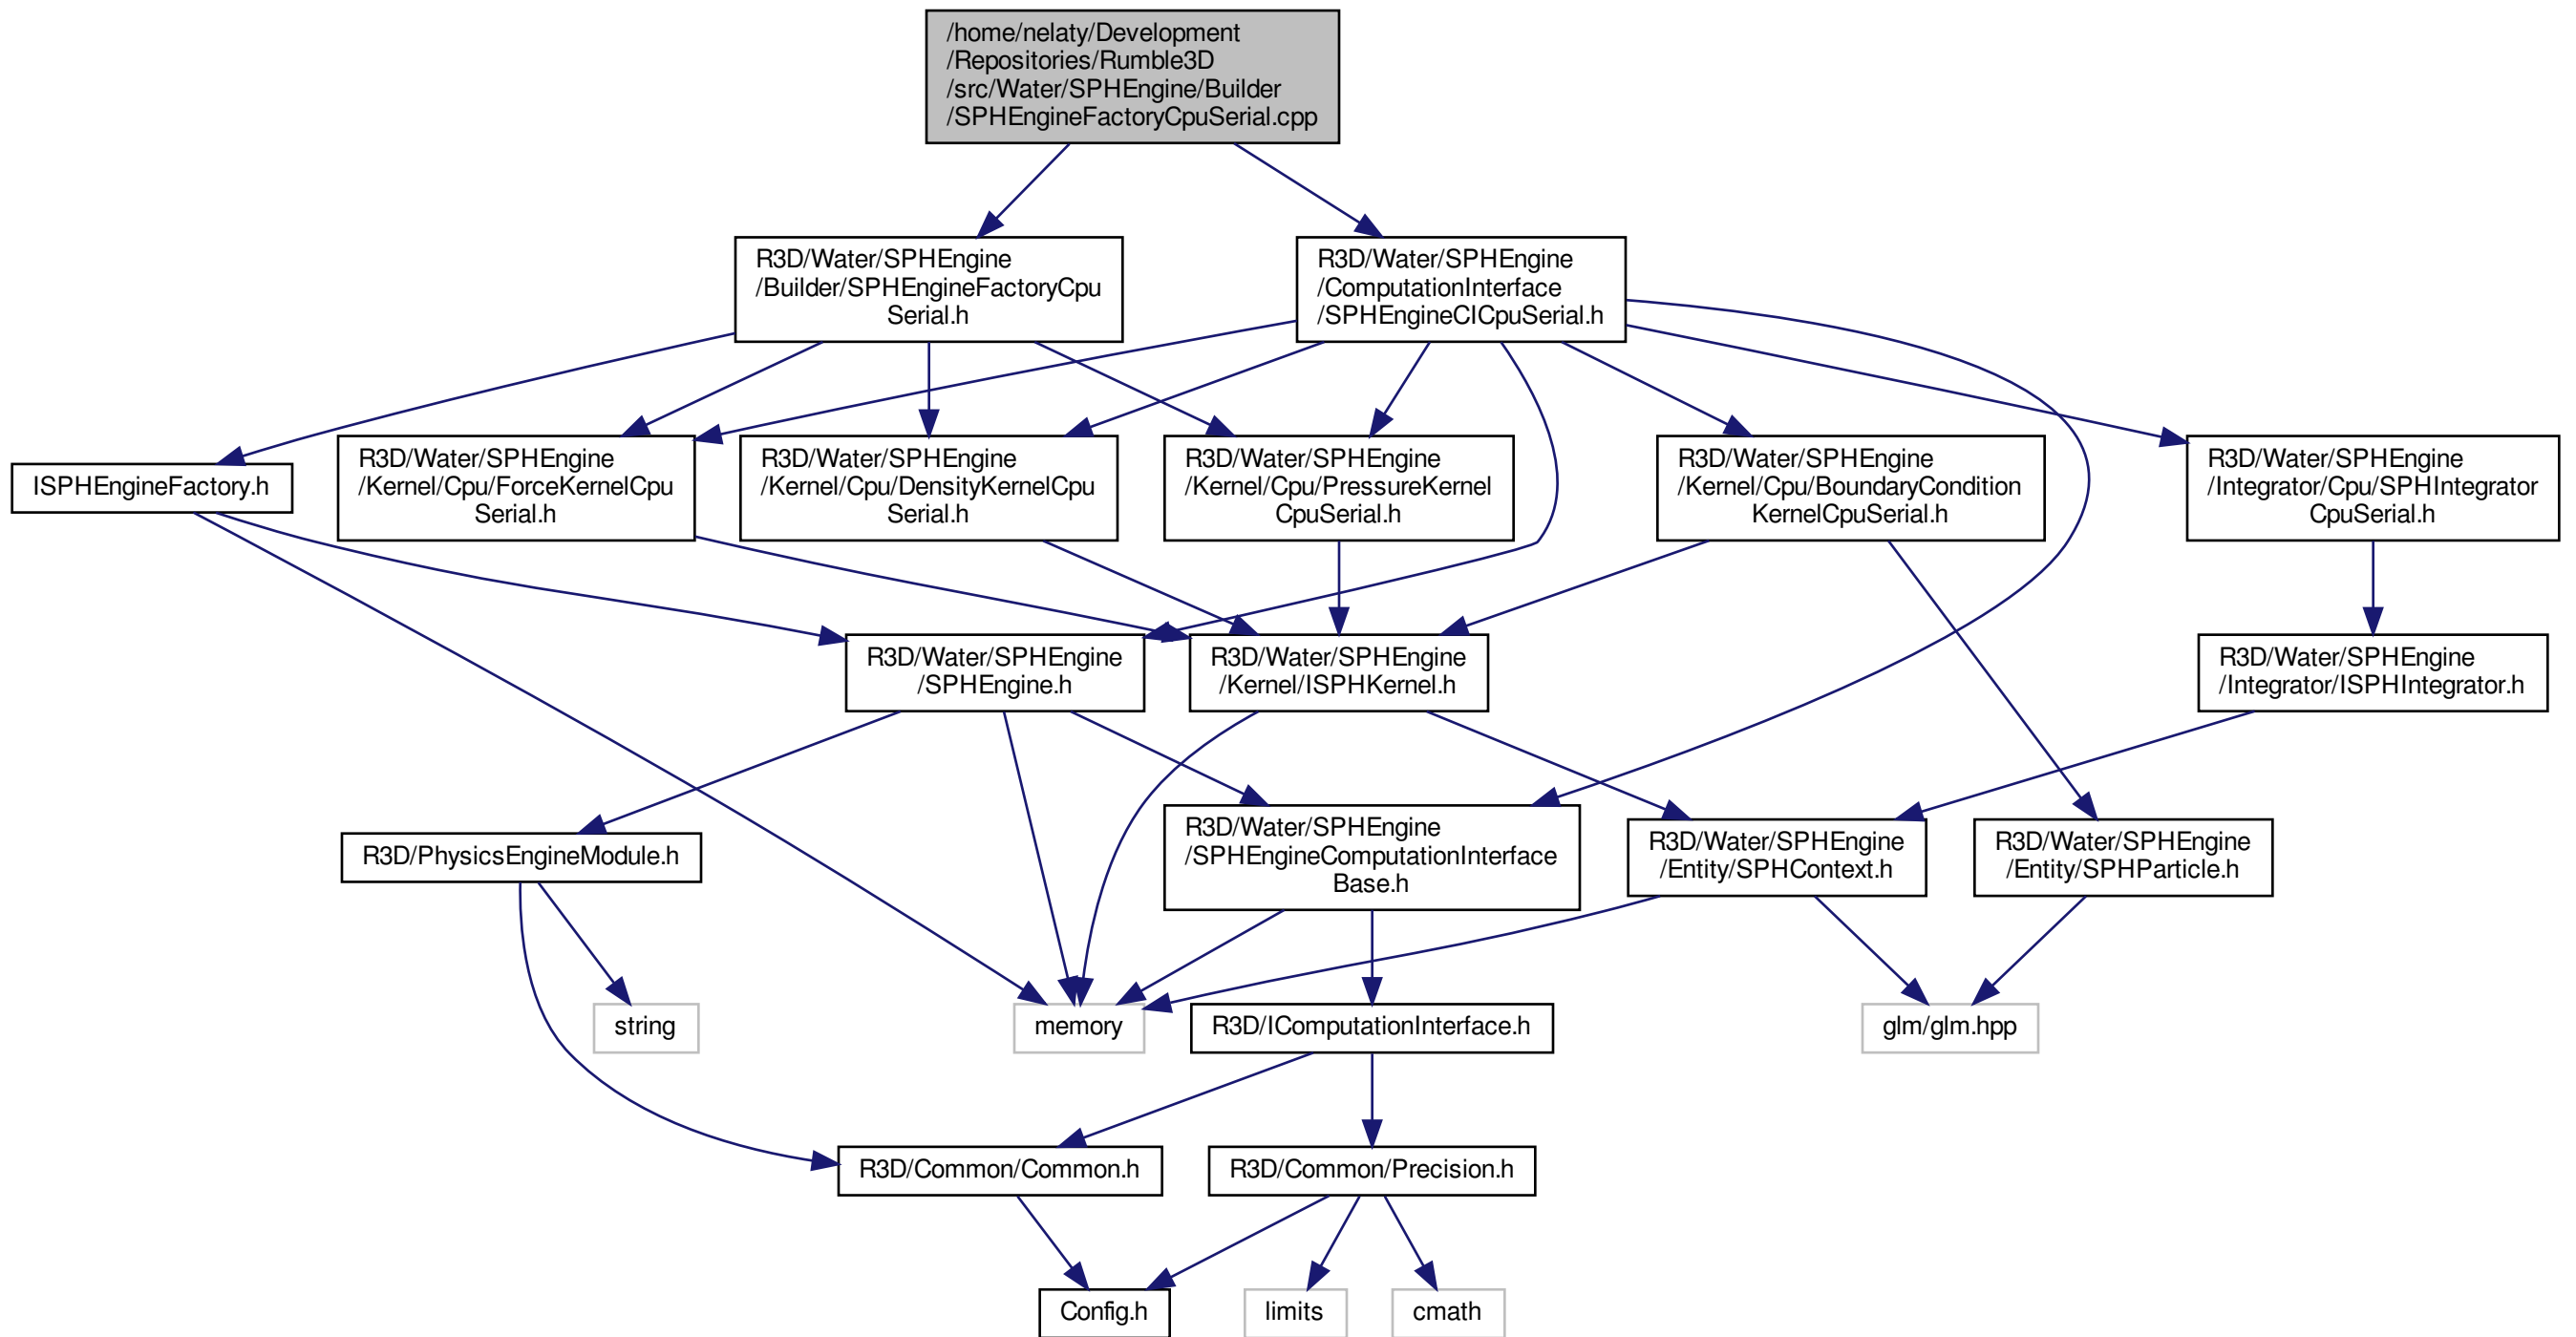 /home/nelaty/Development
/Repositories/Rumble3D
/src/Water/SPHEngine/Builder
/SPHEngineFactoryCpuSerial.cpp
R3D/Water/SPHEngine
/Builder/SPHEngineFactoryCpu
Serial.h
R3D/Water/SPHEngine
/ComputationInterface
/SPHEngineCICpuSerial.h
ISPHEngineFactory.h
R3D/Water/SPHEngine
/Kernel/Cpu/ForceKernelCpu
Serial.h
R3D/Water/SPHEngine
/Kernel/Cpu/DensityKernelCpu
Serial.h
R3D/Water/SPHEngine
/Kernel/Cpu/PressureKernel
CpuSerial.h
R3D/Water/SPHEngine
/Kernel/Cpu/BoundaryCondition
KernelCpuSerial.h
R3D/Water/SPHEngine
/Integrator/Cpu/SPHIntegrator
CpuSerial.h
R3D/Water/SPHEngine
/SPHEngine.h
R3D/Water/SPHEngine
/Kernel/ISPHKernel.h
R3D/Water/SPHEngine
/Integrator/ISPHIntegrator.h
R3D/PhysicsEngineModule.h
R3D/Water/SPHEngine
/SPHEngineComputationInterface
Base.h
R3D/Water/SPHEngine
/Entity/SPHContext.h
R3D/Water/SPHEngine
/Entity/SPHParticle.h
string
memory
R3D/IComputationInterface.h
glm/glm.hpp
R3D/Common/Common.h
R3D/Common/Precision.h
Config.h
limits
cmath